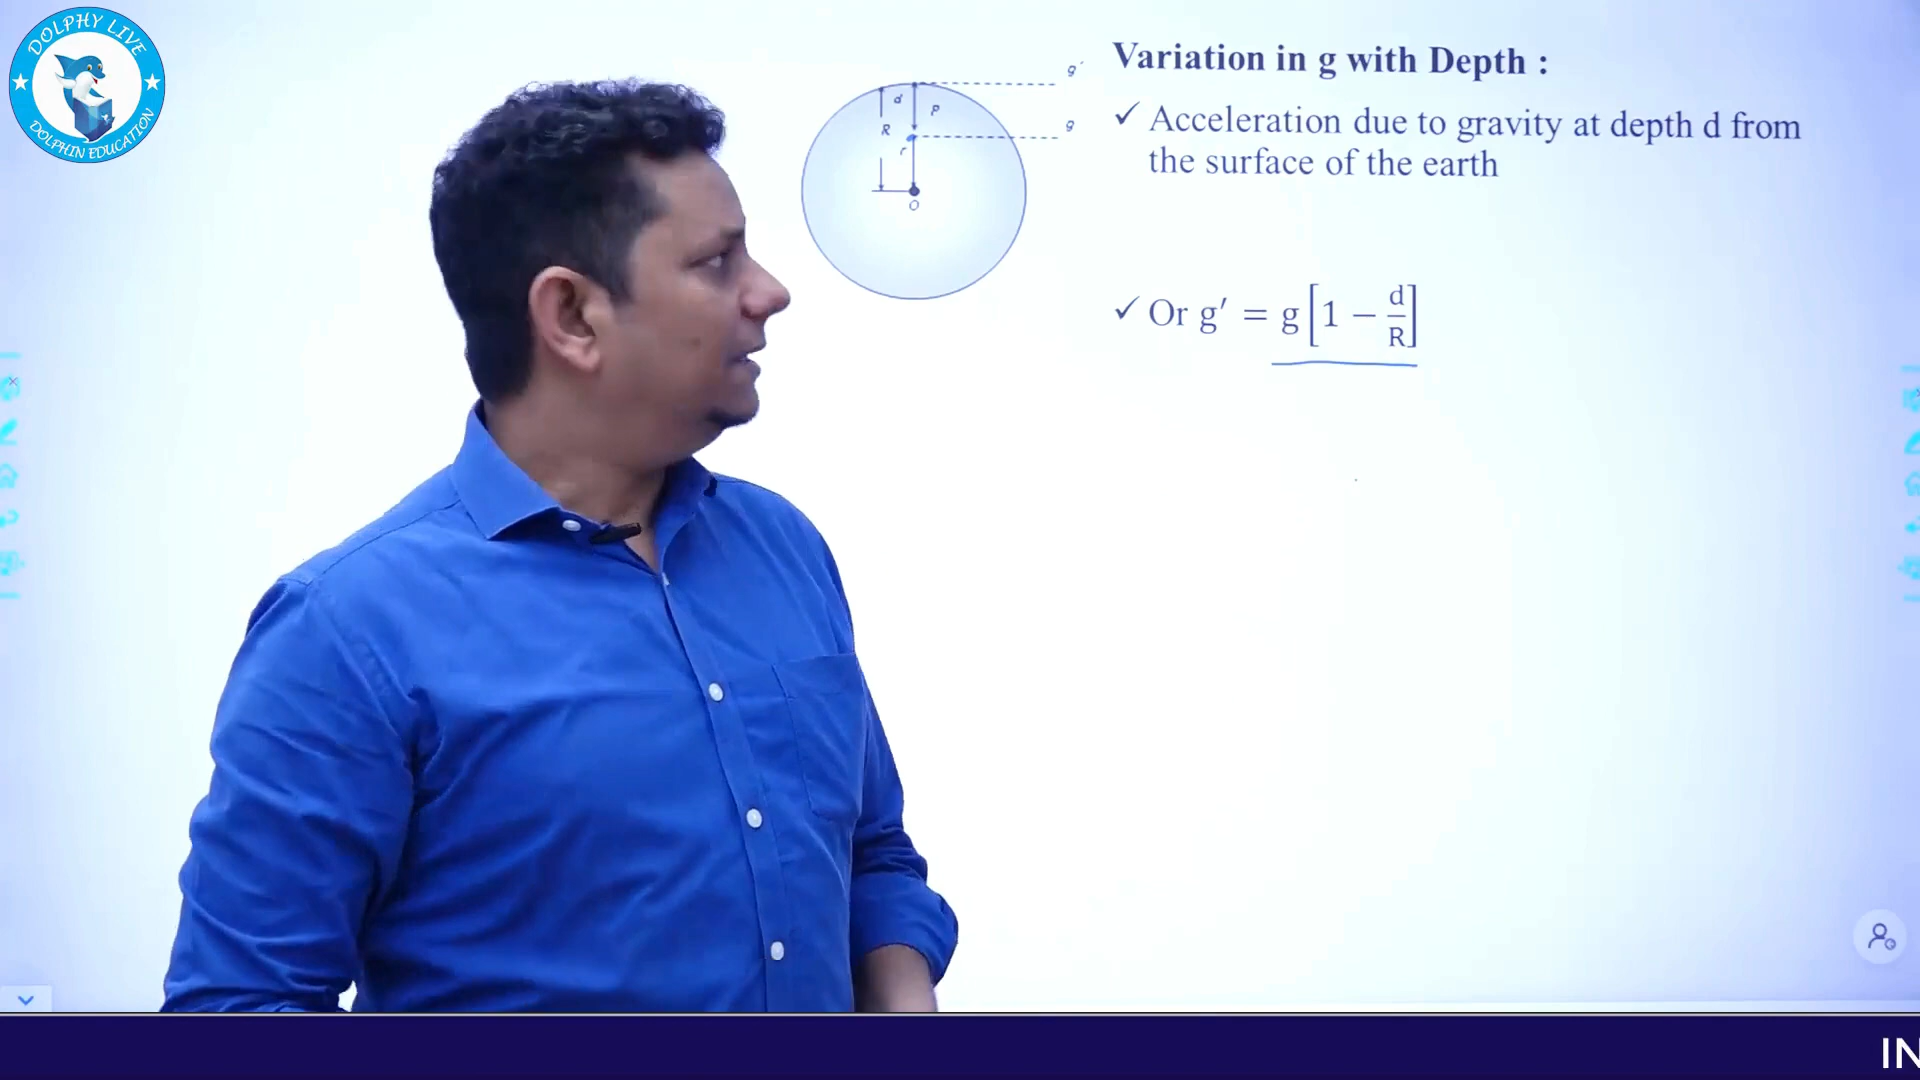 DOLPHY LIVE
DOLPHIN EDUCATION
Variation in g with Depth :
✓ Acceleration due to gravity at depth d from
the surface of the earth
✓ Or g′ = g[1 − d/R]
g′
d
P
R
g
r
O
IN